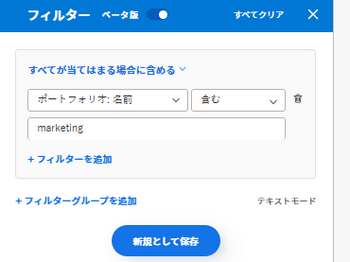 フィルター ベータ版 すべてクリア
すべてが当てはまる場合に含める
ポートフォリオ: 名前 含む
marketing
+ フィルターを追加
+ フィルターグループを追加 テキストモード
新規として保存